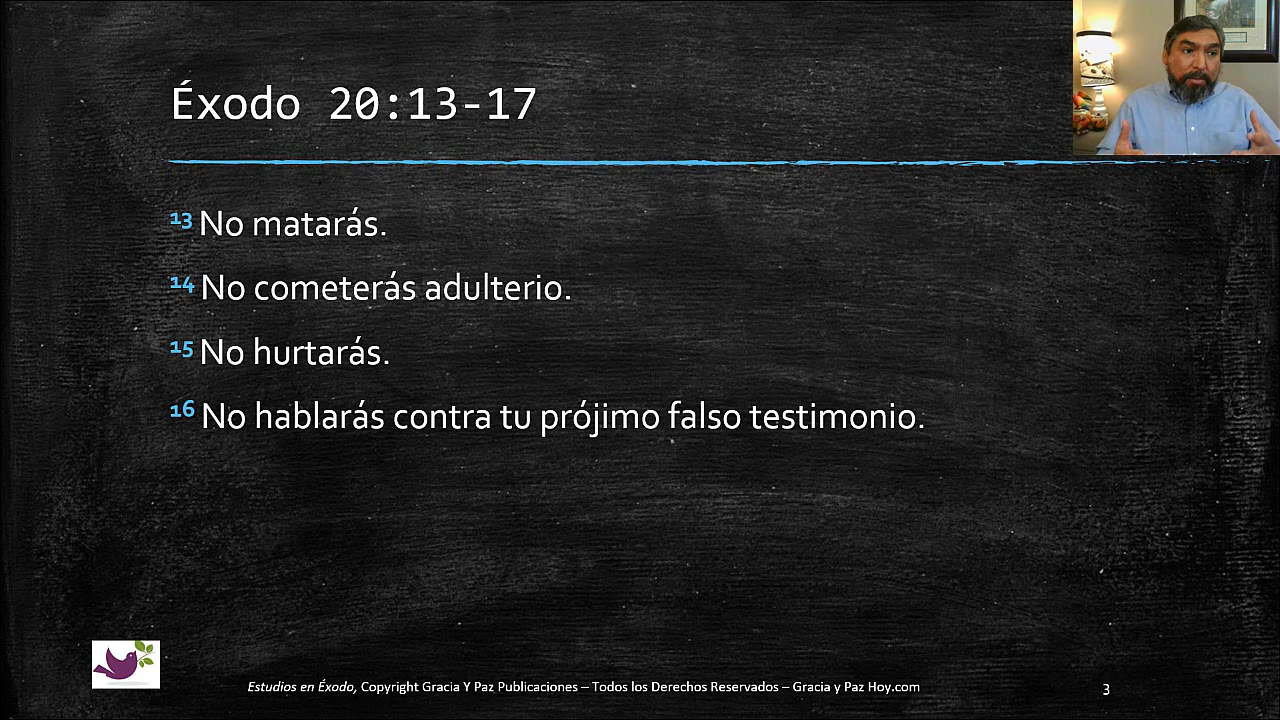 Éxodo 20:13-17
13 No matarás.
14 No cometerás adulterio.
15 No hurtarás.
16 No hablarás contra tu prójimo falso testimonio.
Estudios en Éxodo, Copyright Gracia Y Paz Publicaciones – Todos los Derechos Reservados – Gracia y Paz Hoy.com
3